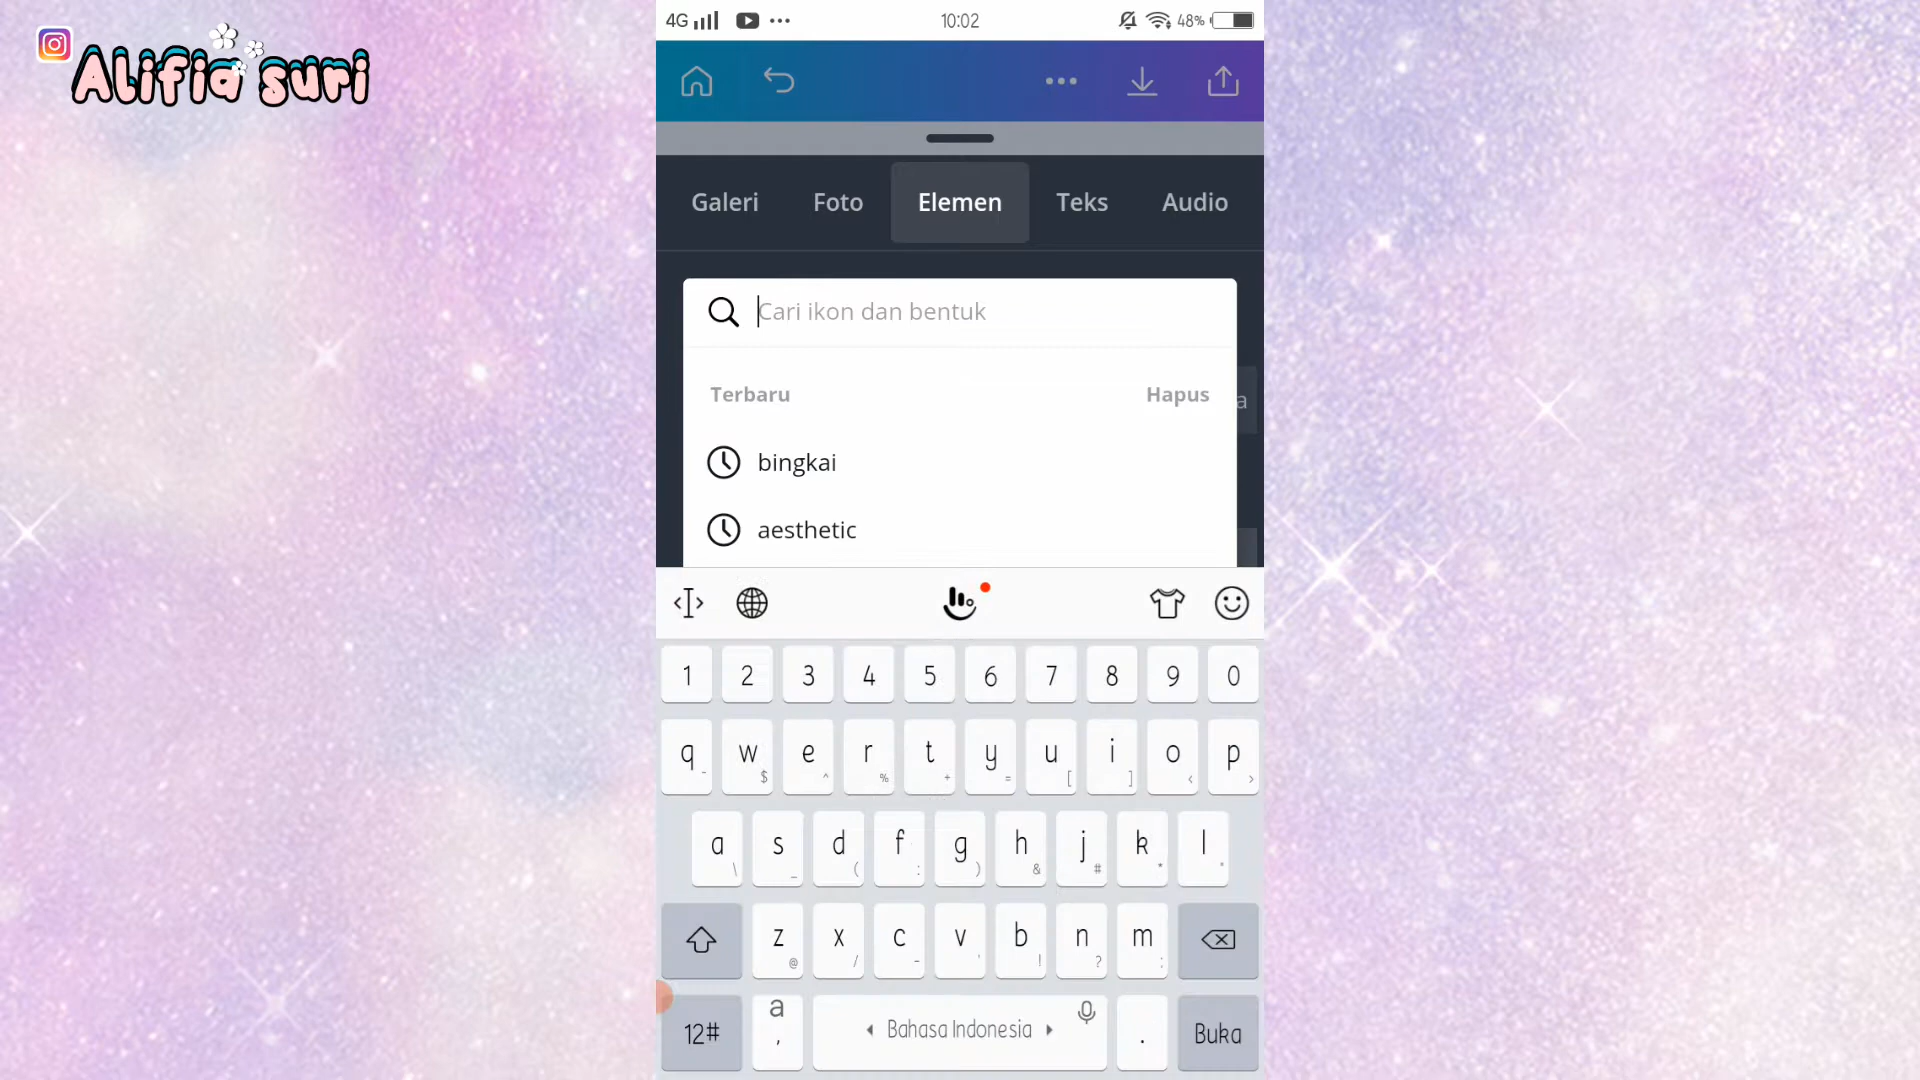 Alifia suri
4G 10:02 48%
Galeri Foto Elemen Teks Audio
Cari ikon dan bentuk
Terbaru Hapus
a
bingkai
aesthetic
1 2 3 4 5 6 7 8 9 0
q w e r t y u i o p
- $ ^ % + = [ ] < >
a s d f g h j k l
\ _ ( : ) & # * "
z x c v b n m
@ / - ' ! ? ;
12# a , Bahasa Indonesia . Buka